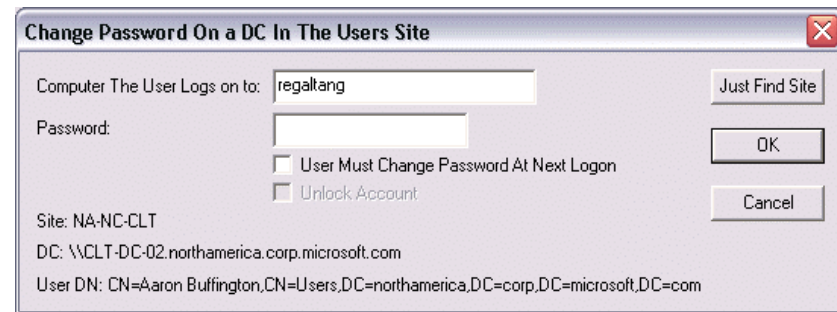 Change Password On a DC In The Users Site
Computer The User Logs on to: regaltang
Just Find Site
Password:
OK
User Must Change Password At Next Logon
Unlock Account
Cancel
Site: NA-NC-CLT
DC: \\CLT-DC-02.northamerica.corp.microsoft.com
User DN: CN=Aaron Buffington,CN=Users,DC=northamerica,DC=corp,DC=microsoft,DC=com